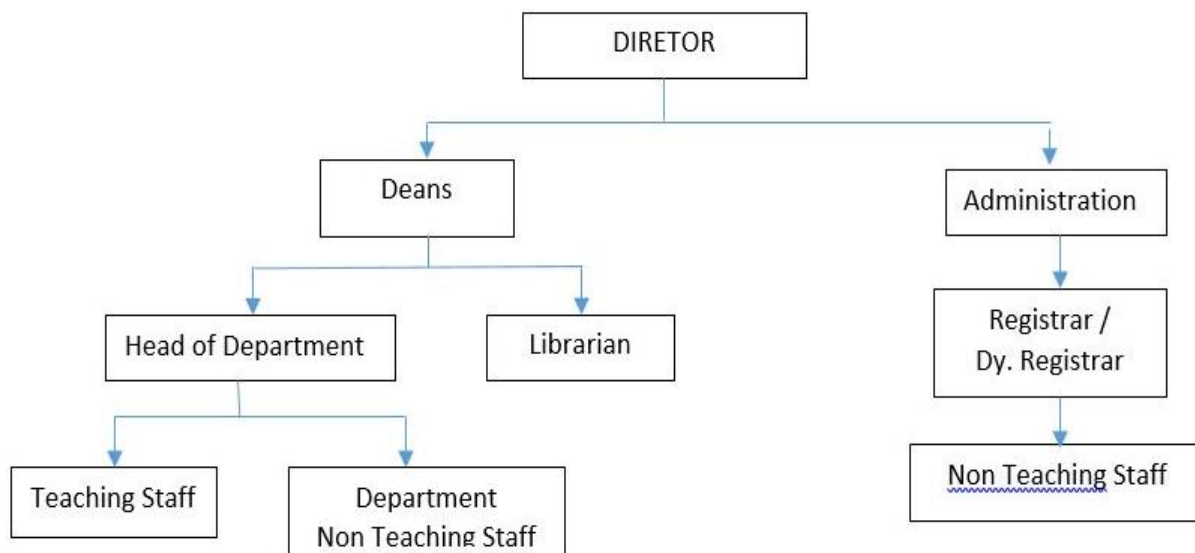 DIRETOR
Deans
Administration
Head of Department
Librarian
Registrar /
Dy. Registrar
Teaching Staff
Department
Non Teaching Staff
Non Teaching Staff